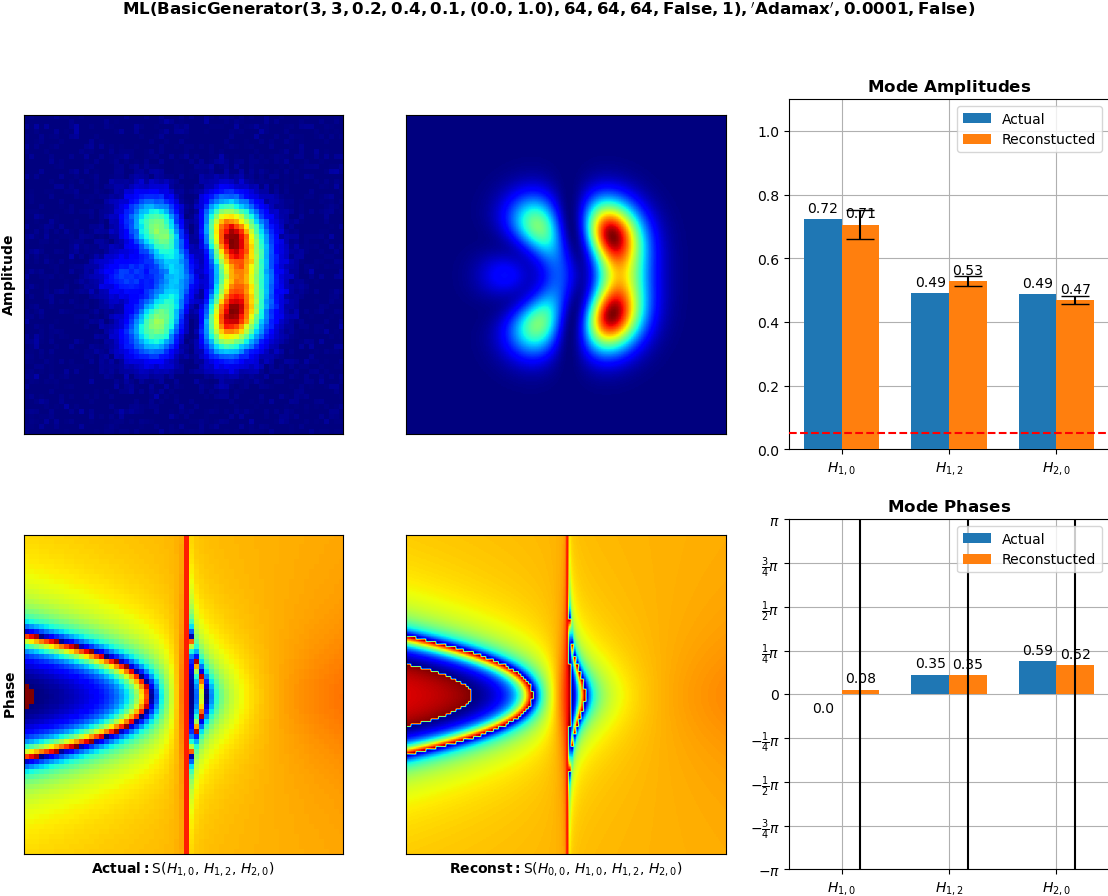 ML(BasicGenerator(3, 3, 0.2, 0.4, 0.1, (0.0, 1.0), 64, 64, 64, False, 1), ′Adamax′, 0.0001, False)
Amplitude
Mode Amplitudes
Actual
Reconstucted
1.0
0.8
0.6
0.4
0.2
0.0
0.72
0.71
0.49
0.53
0.49
0.47
H1,0
H1,2
H2,0
Phase
Actual: S(H1,0, H1,2, H2,0)
Reconst: S(H0,0, H1,0, H1,2, H2,0)
Mode Phases
Actual
Reconstucted
π
3/4π
1/2π
1/4π
0
−1/4π
−1/2π
−3/4π
−π
0.0
0.08
0.35
0.35
0.59
0.52
H1,0
H1,2
H2,0